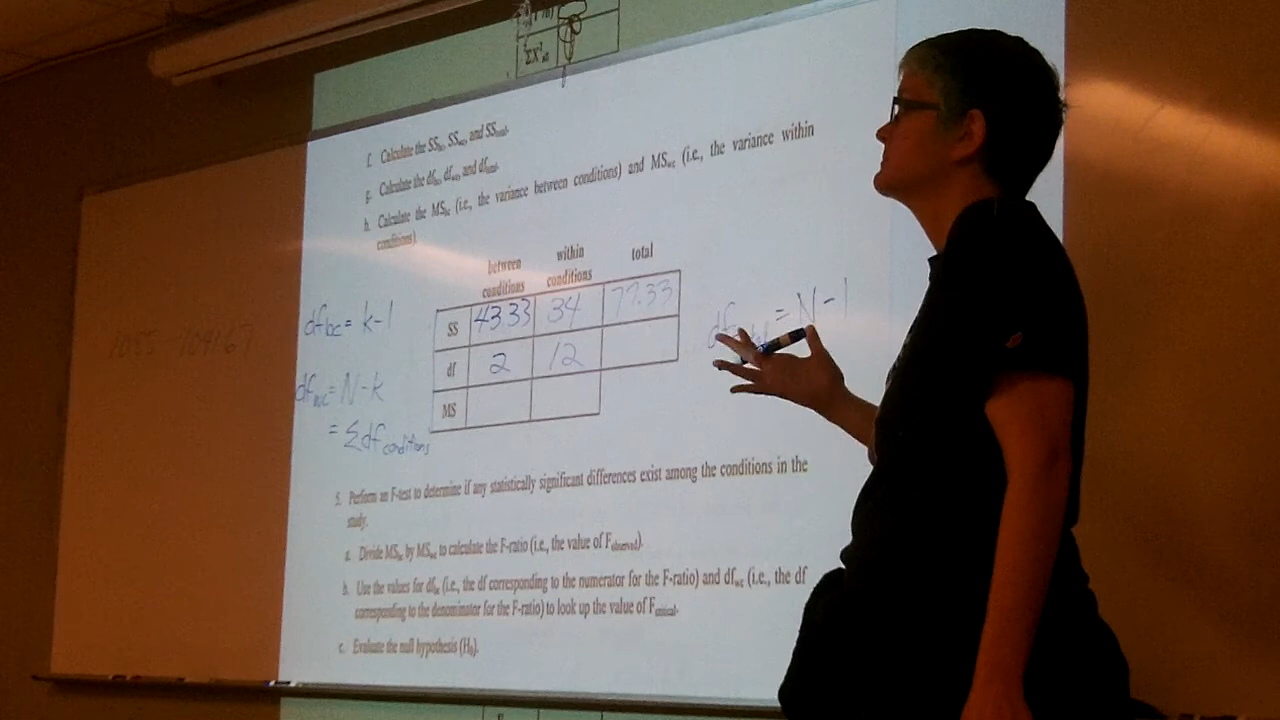 ΣX²
f. Calculate the SSbc, SSwc, and SStotal.
g. Calculate the dfbc, dfwc, and dftotal.
h. Calculate the MSbc (i.e., the variance between conditions) and MSwc (i.e., the variance within
conditions).
between conditions within conditions total
SS 43.33 34 77.33
df 2 12
MS
dfbc = k-1
dfwc = N-k
= Σdf conditions
df = N-1
5. Perform an F-test to determine if any statistically significant differences exist among the conditions in the
study.
a. Divide MSbc by MSwc to calculate the F-ratio (i.e., the value of Fobserved).
b. Use the values for dfbc (i.e., the df corresponding to the numerator for the F-ratio) and dfwc (i.e., the df
corresponding to the denominator for the F-ratio) to look up the value of Fcritical.
c. Evaluate the null hypothesis (H0).